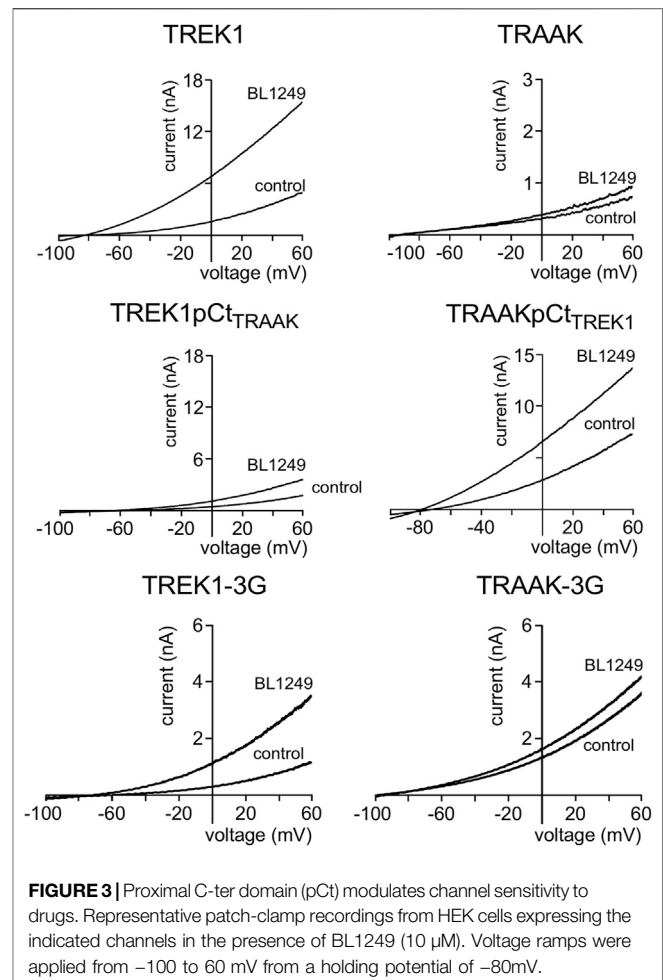 TREK1
TRAAK
current (nA)
18
12
BL1249
control
-100
-60
-20
20
60
voltage (mV)
current (nA)
3
2
1
BL1249
control
-100
-60
-20
20
60
voltage (mV)
TREK1pCtTRAAK
TRAAKpCtTREK1
current (nA)
18
12
6
BL1249
control
-100
-60
-20
20
60
voltage (mV)
current (nA)
15
10
BL1249
control
-80
-40
20
60
voltage (mV)
TREK1-3G
TRAAK-3G
current (nA)
6
4
2
BL1249
control
-100
-60
-20
20
60
voltage (mV)
current (nA)
6
4
2
BL1249
control
-100
-60
-20
20
60
voltage (mV)
FIGURE 3 | Proximal C-ter domain (pCt) modulates channel sensitivity to
drugs. Representative patch-clamp recordings from HEK cells expressing the
indicated channels in the presence of BL1249 (10 µM). Voltage ramps were
applied from −100 to 60 mV from a holding potential of −80mV.